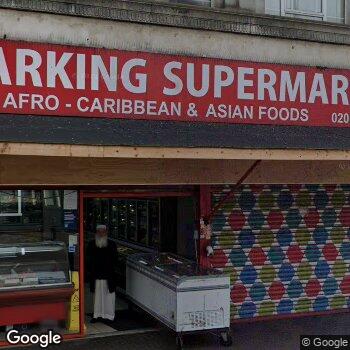 ARKING SUPERMAR
AFRO - CARIBBEAN & ASIAN FOODS 020
Google
© Google